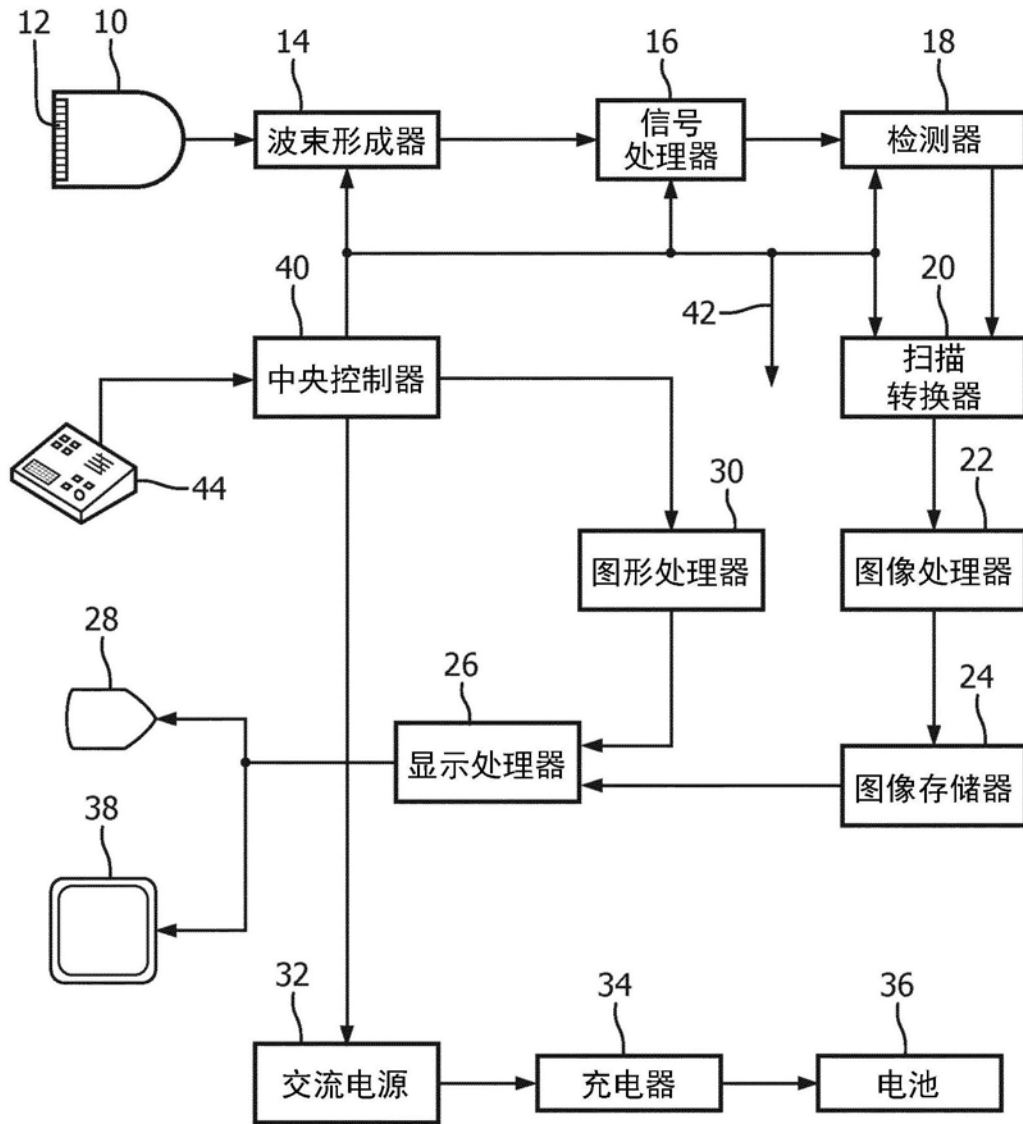 12
10
14
16
18
波束形成器
信号
处理器
检测器
40
42
20
中央控制器
扫描
转换器
44
30
22
图形处理器
图像处理器
28
26
24
显示处理器
图像存储器
38
32
34
36
交流电源
充电器
电池